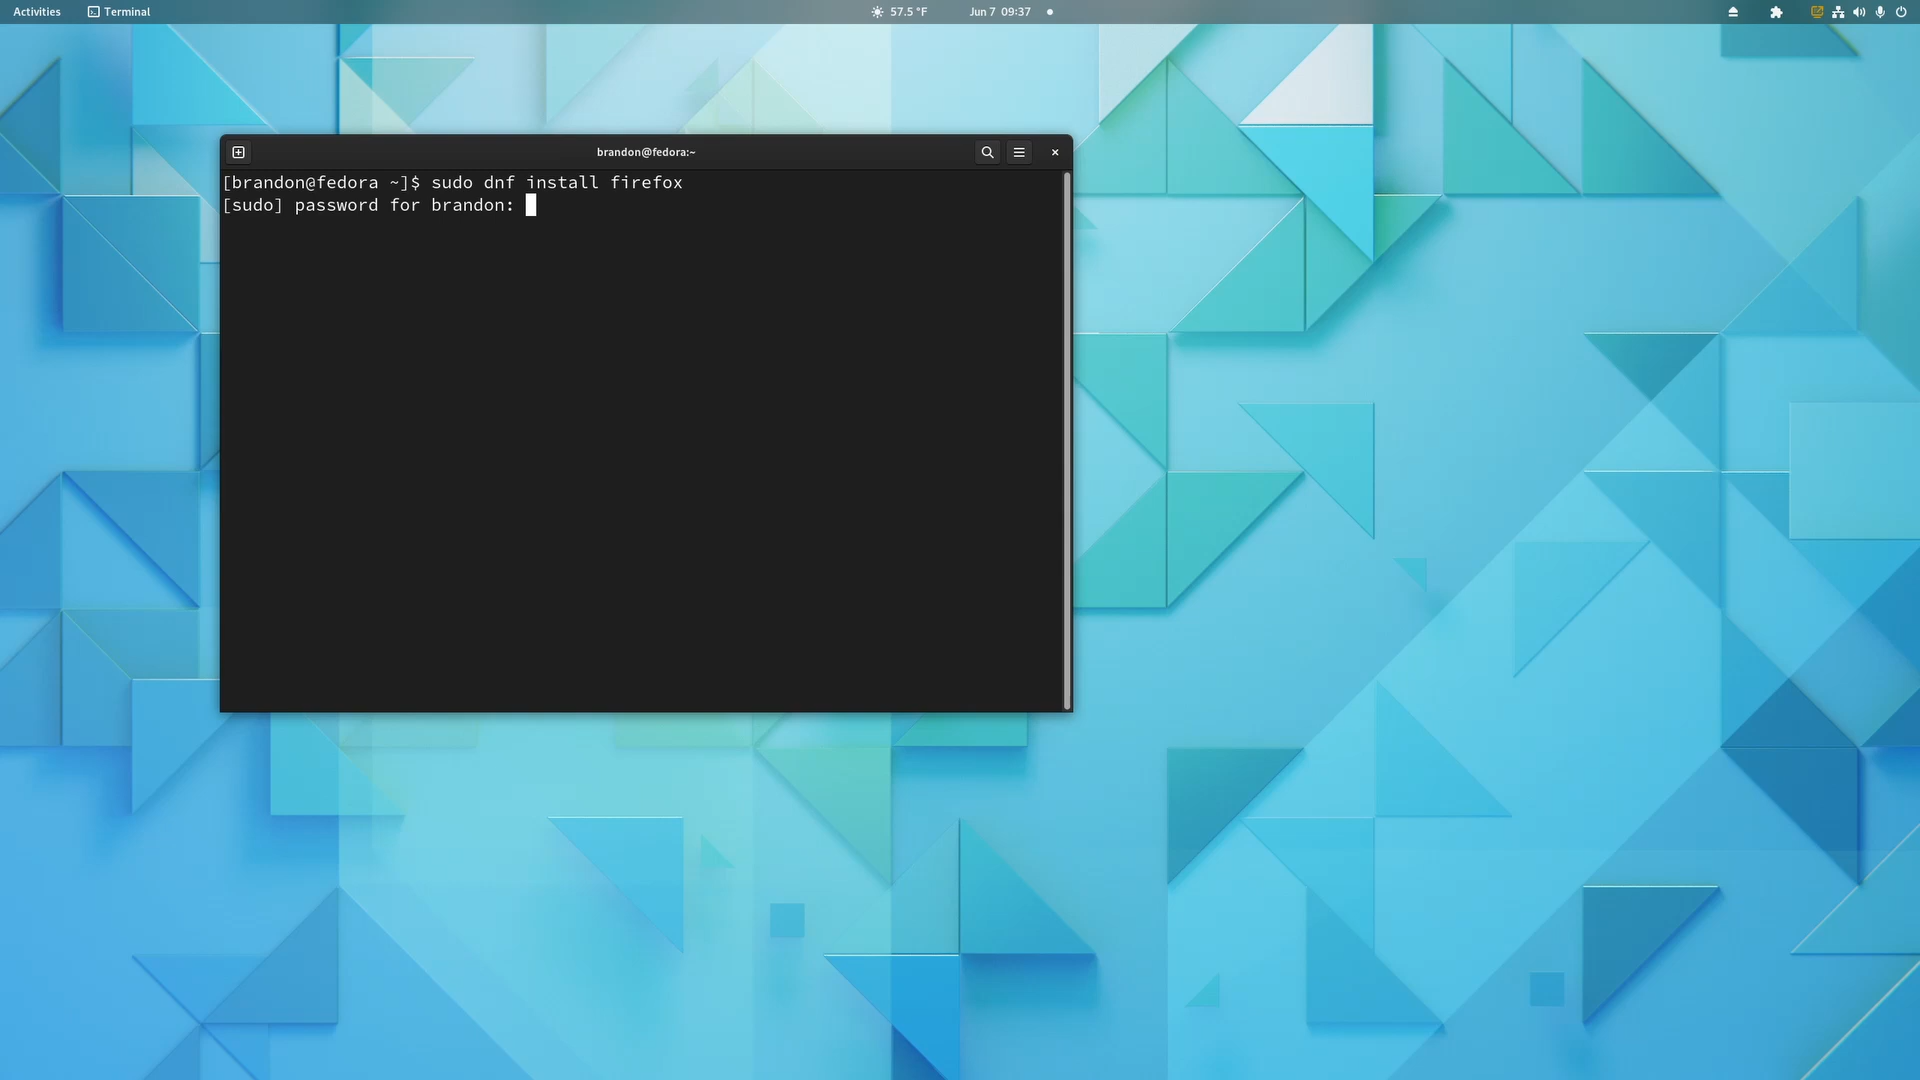 Activities Terminal 57.5 °F Jun 7 09:37
brandon@fedora:~
[brandon@fedora ~]$ sudo dnf install firefox
[sudo] password for brandon: